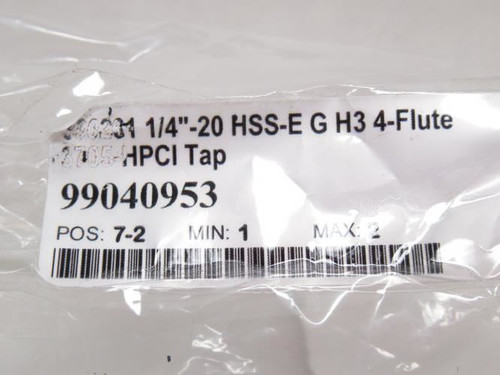 1/4"-20 HSS-E G H3 4-Flute
HPCI Tap
99040953
POS: 7-2 MIN: 1 MAX: 2